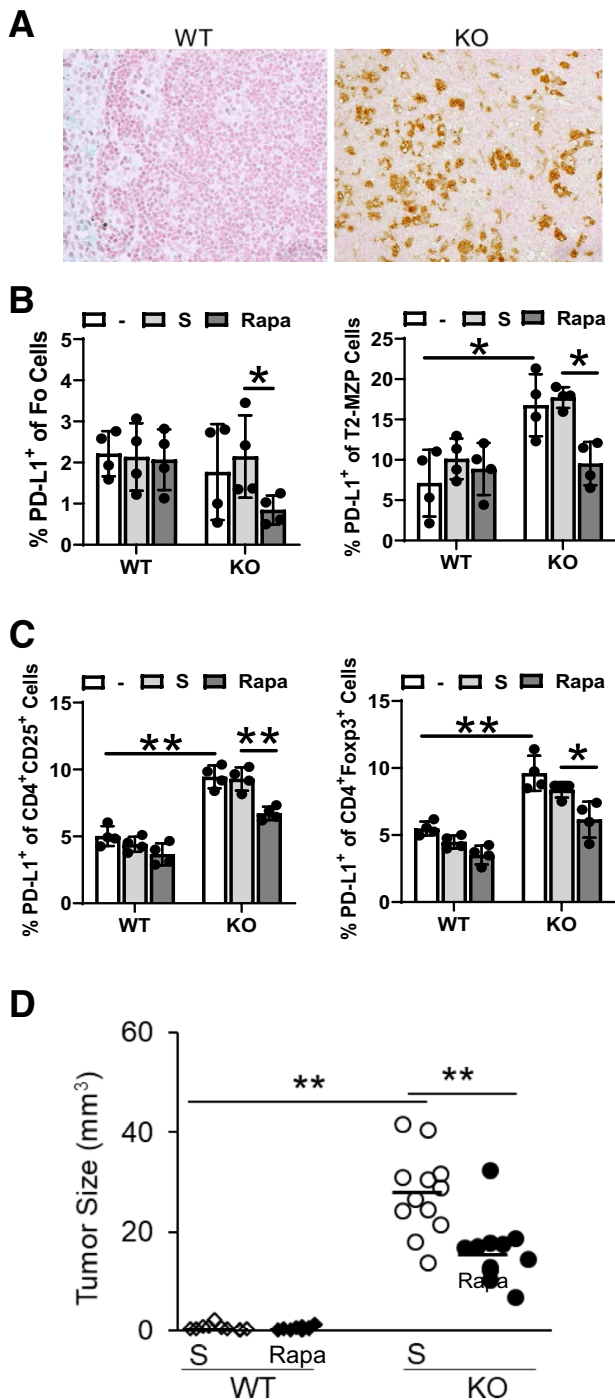 A
WT KO
B
- S Rapa
% PD-L1⁺ of Fo Cells
5
4
3
2
1
0
*
WT KO
- S Rapa
% PD-L1⁺ of T2-MZP Cells
25
20
15
10
5
0
* *
WT KO
C
- S Rapa
% PD-L1⁺ of CD4⁺CD25⁺ Cells
15
10
5
0
** **
WT KO
- S Rapa
% PD-L1⁺ of CD4⁺Foxp3⁺ Cells
15
10
5
0
** *
WT KO
D
Tumor Size (mm³)
60
40
20
0
** **
S Rapa S Rapa
WT KO